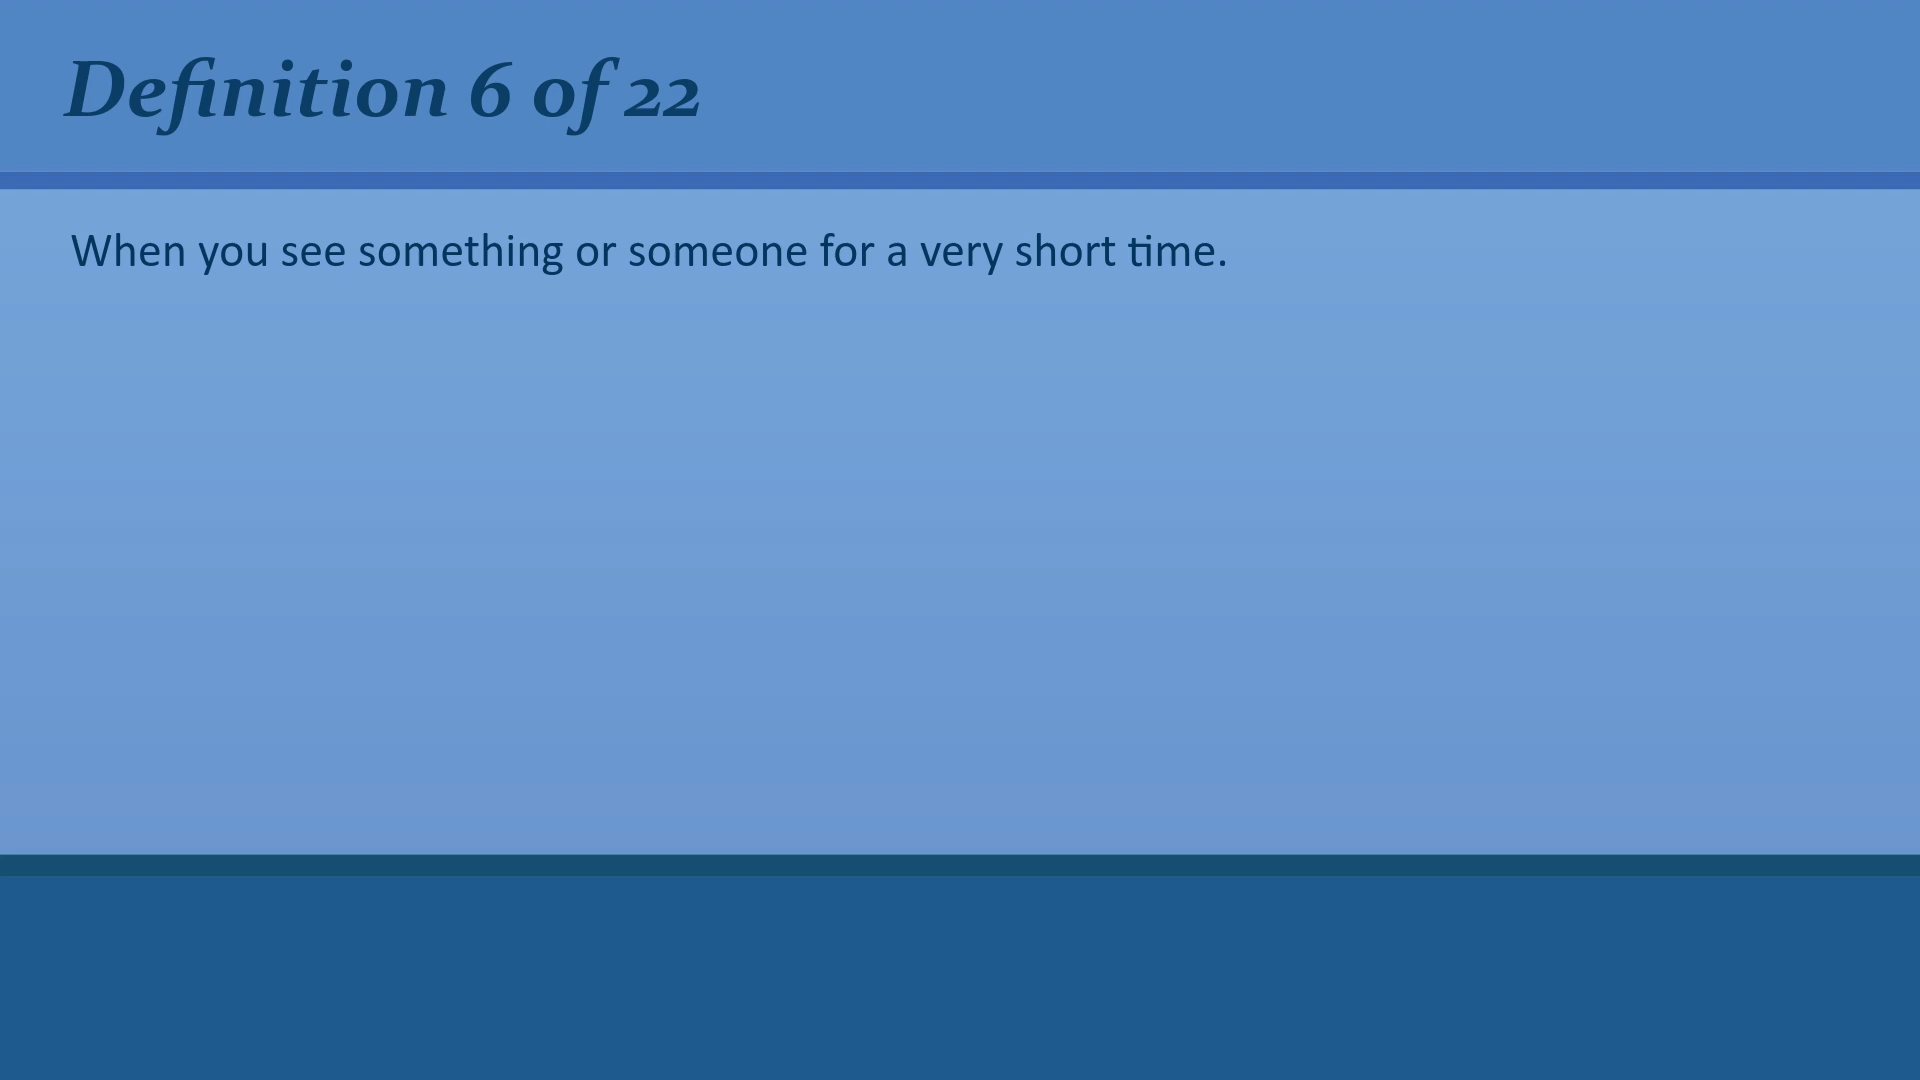 Definition 6 of 22
When you see something or someone for a very short time.